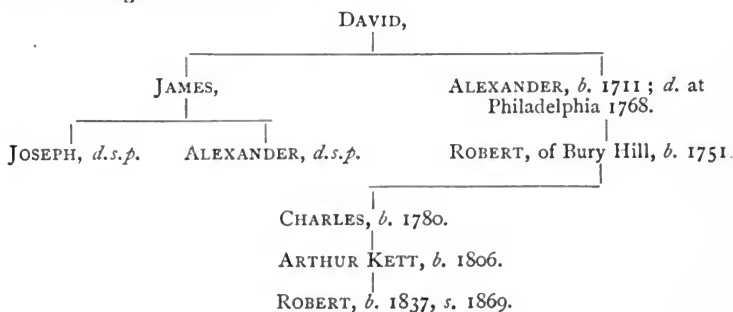 DAVID,
JAMES,
ALEXANDER, b. 1711 ; d. at
Philadelphia 1768.
JOSEPH, d.s.p. ALEXANDER, d.s.p. ROBERT, of Bury Hill, b. 1751.
CHARLES, b. 1780.
ARTHUR KETT, b. 1806.
ROBERT, b. 1837, s. 1869.